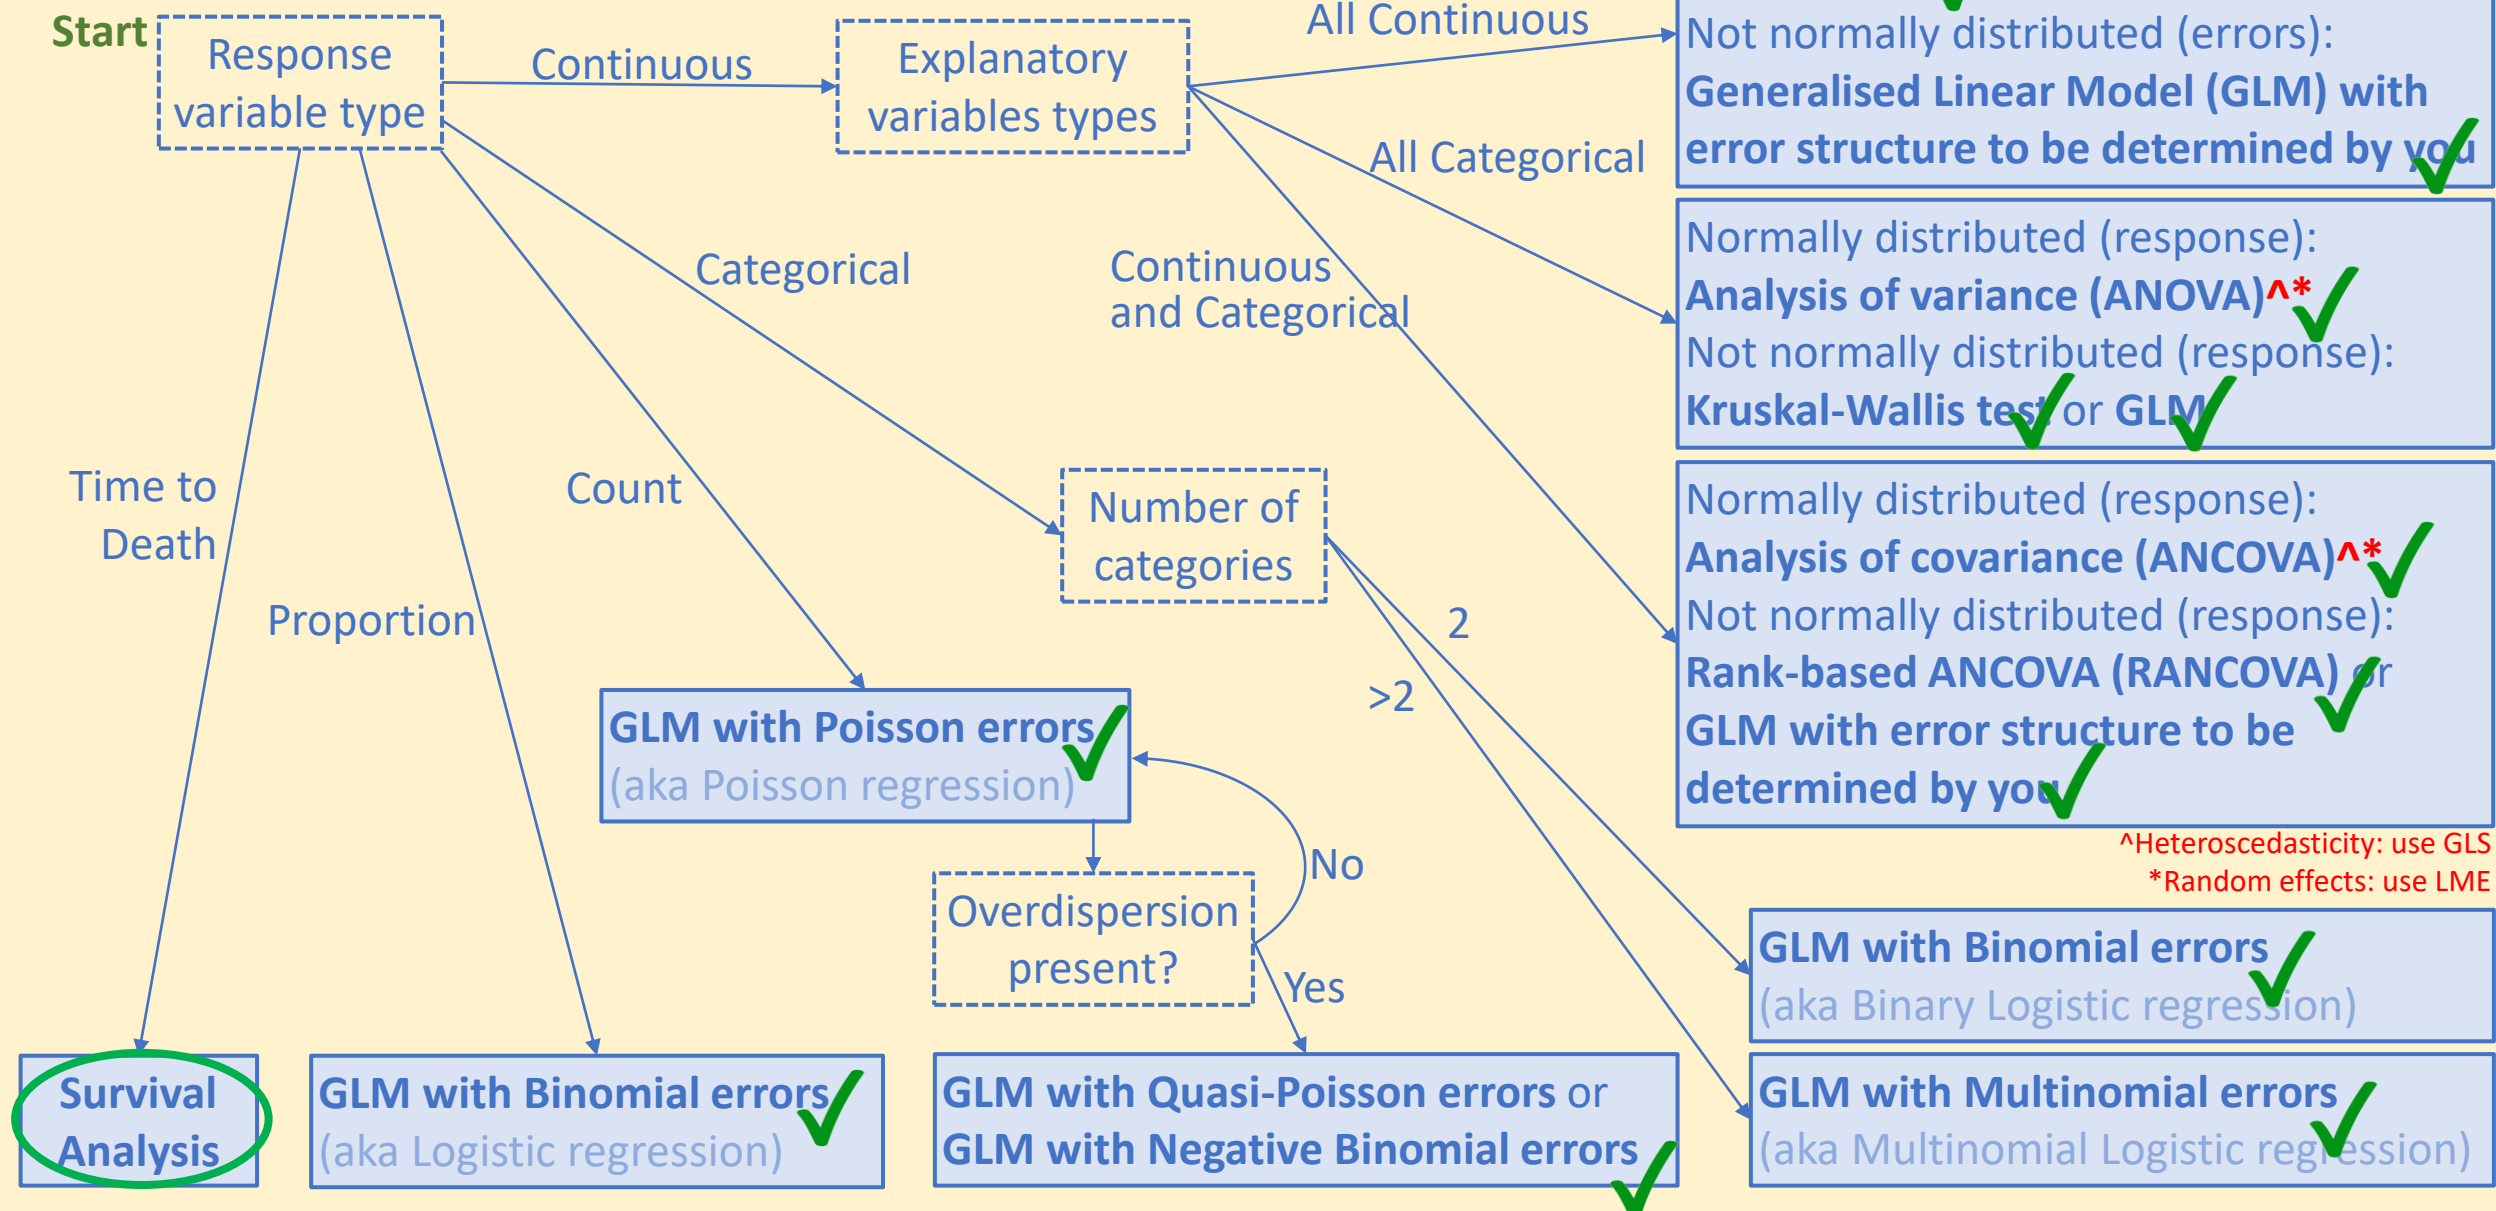 Start
Response
variable type
Continuous
Explanatory
variables types
All Continuous
Not normally distributed (errors):
Generalised Linear Model (GLM) with
error structure to be determined by you
All Categorical
Normally distributed (response):
Analysis of variance (ANOVA)^*
Not normally distributed (response):
Kruskal-Wallis test or GLM
Categorical
Continuous
and Categorical
Normally distributed (response):
Analysis of covariance (ANCOVA)^*
Not normally distributed (response):
Rank-based ANCOVA (RANCOVA) or
GLM with error structure to be
determined by you
^Heteroscedasticity: use GLS
*Random effects: use LME
Time to
Death
Count
Number of
categories
Proportion
2
>2
GLM with Poisson errors
(aka Poisson regression)
No
Overdispersion
present?
Yes
GLM with Binomial errors
(aka Binary Logistic regression)
Survival
Analysis
GLM with Binomial errors
(aka Logistic regression)
GLM with Quasi-Poisson errors or
GLM with Negative Binomial errors
GLM with Multinomial errors
(aka Multinomial Logistic regression)